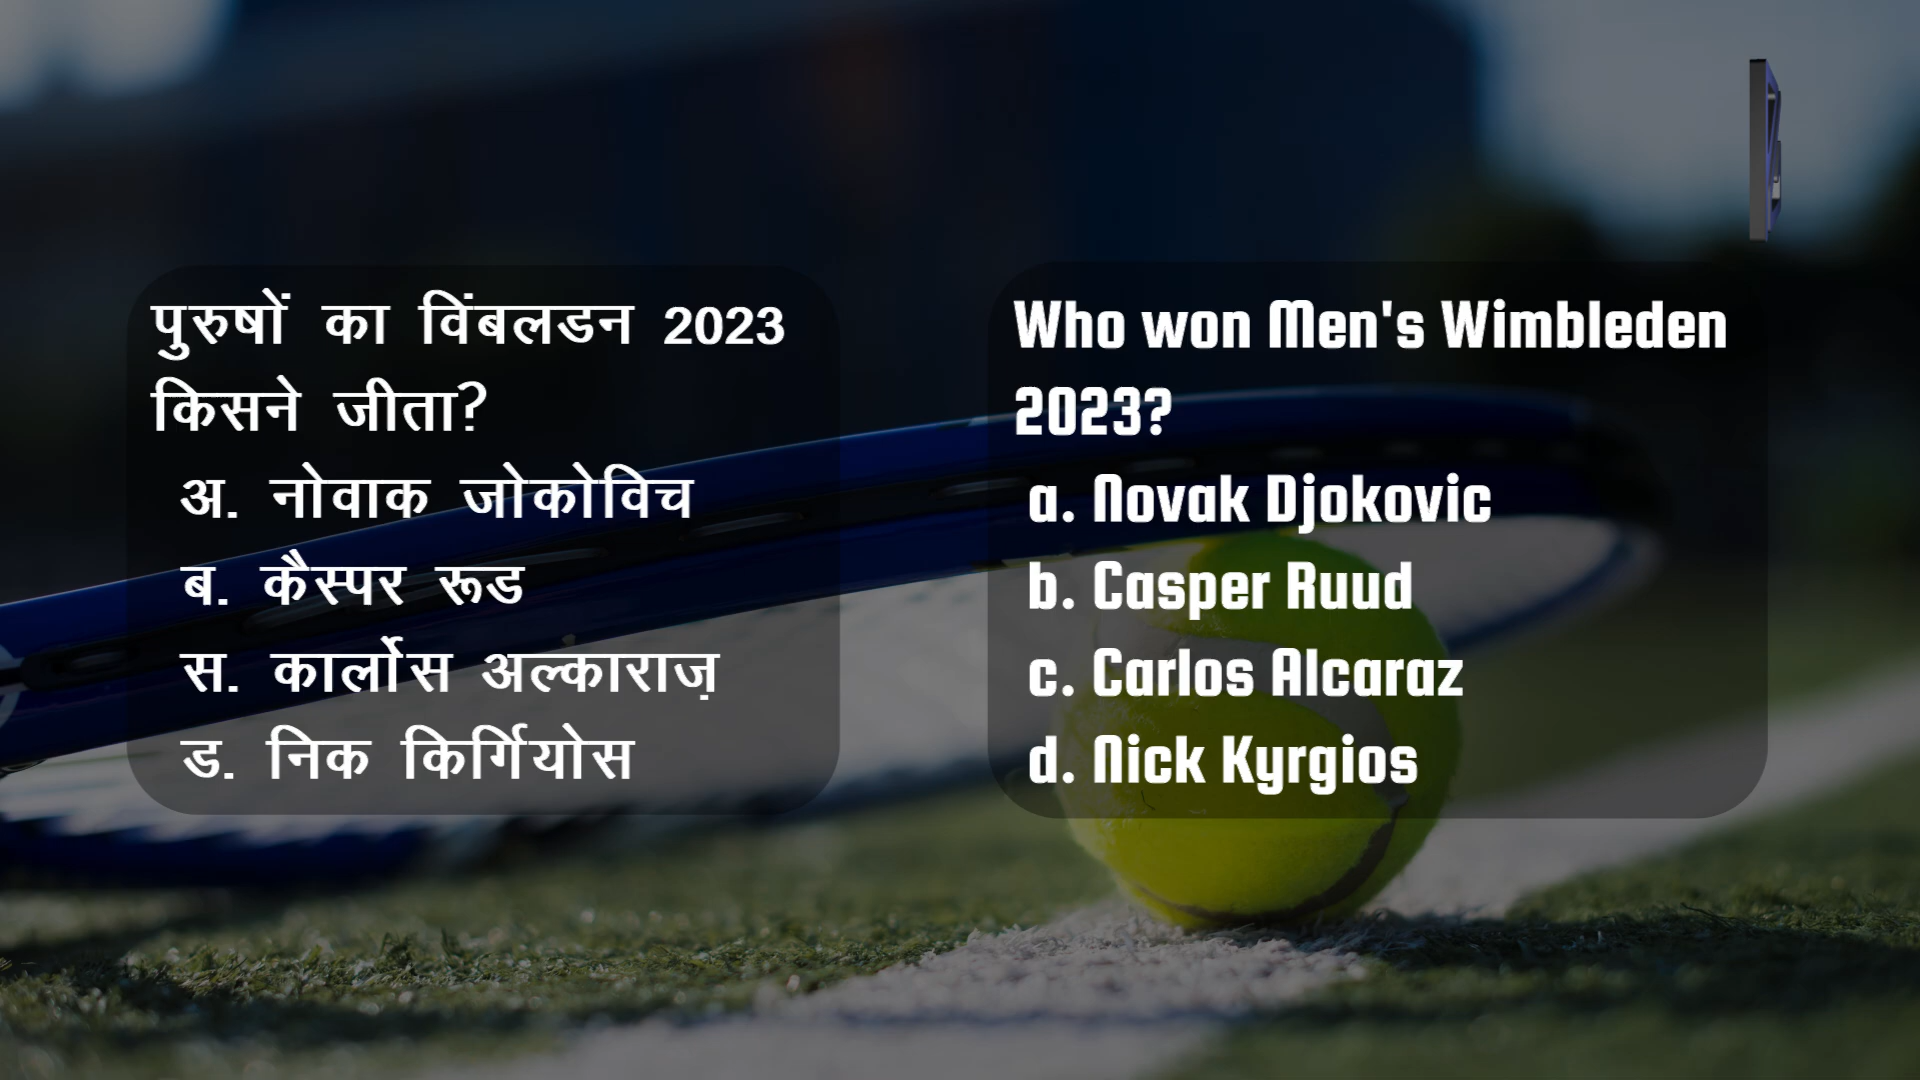 पुरुषों का विंबलडन 2023
किसने जीता?
अ. नोवाक जोकोविच
ब. कैस्पर रूड
स. कार्लोस अल्काराज़
ड. निक किर्गियोस
Who won Men's Wimbleden
2023?
a. Novak Djokovic
b. Casper Ruud
c. Carlos Alcaraz
d. Nick Kyrgios